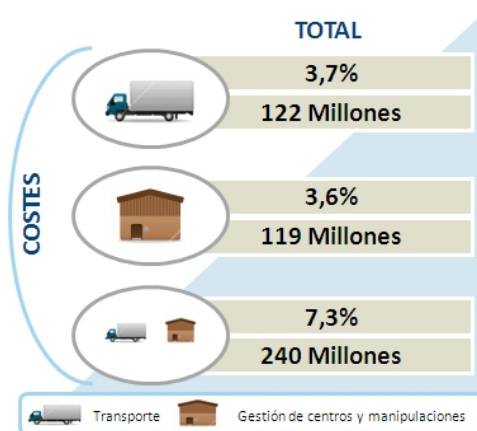 TOTAL
3,7%
122 Millones
COSTES
3,6%
119 Millones
7,3%
240 Millones
Transporte
Gestión de centros y manipulaciones